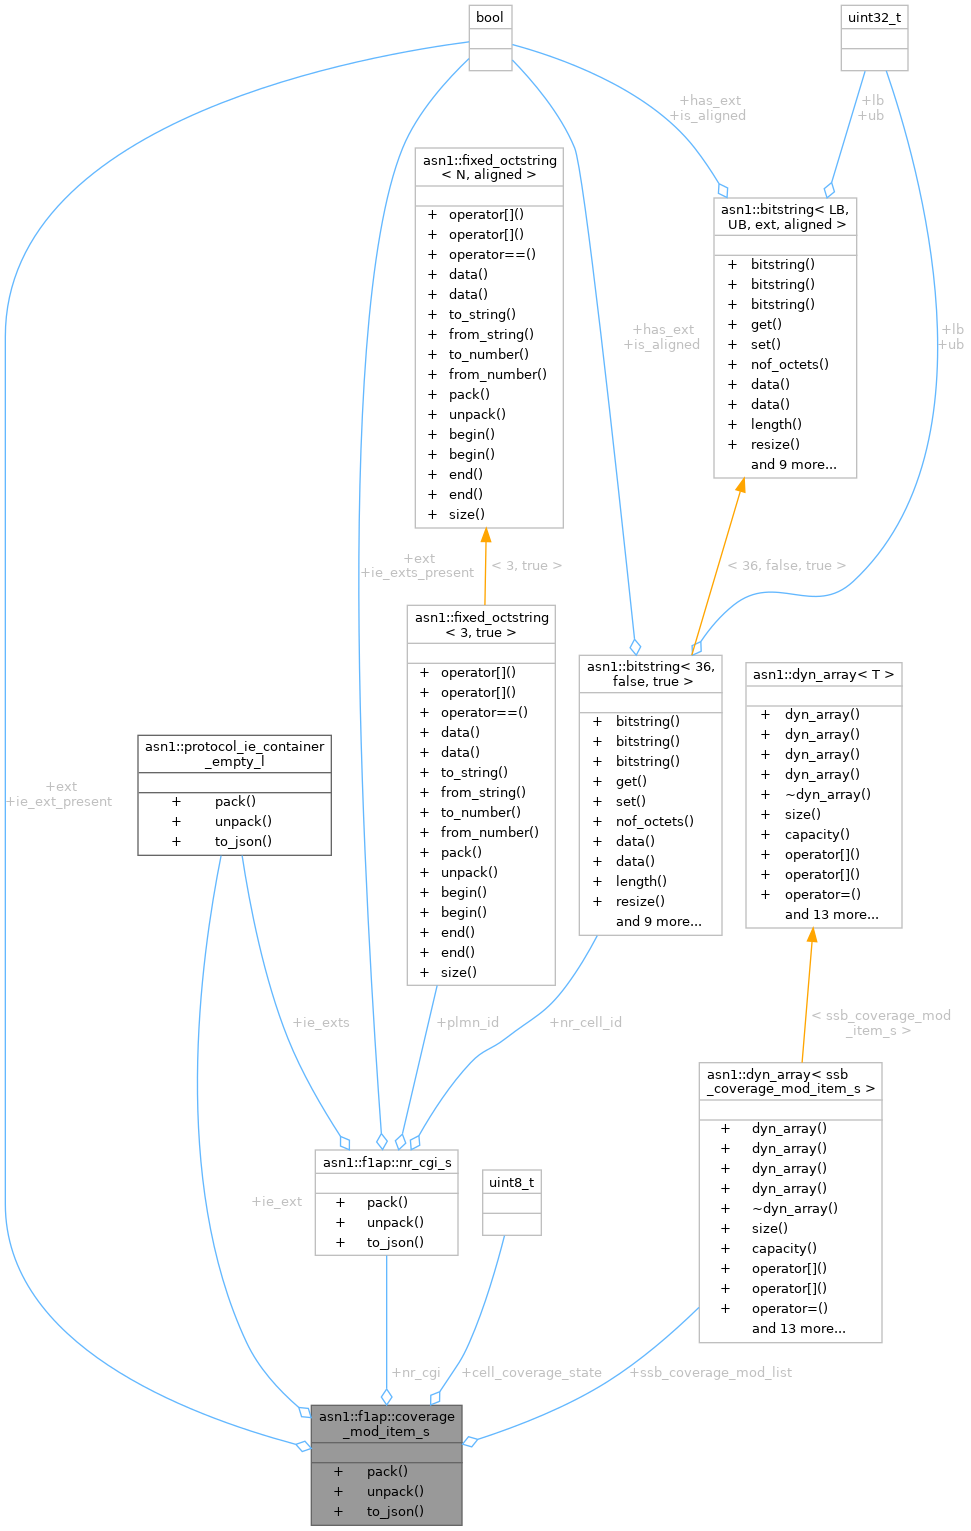 bool
uint32_t
+has_ext
+is_aligned
+lb
+ub
asn1::fixed_octstring
< N, aligned >
+ operator[]()
+ operator[]()
+ operator==()
+ data()
+ data()
+ to_string()
+ from_string()
+ to_number()
+ from_number()
+ pack()
+ unpack()
+ begin()
+ begin()
+ end()
+ end()
+ size()
asn1::bitstring< LB,
UB, ext, aligned >
+ bitstring()
+ bitstring()
+ bitstring()
+ get()
+ set()
+ nof_octets()
+ data()
+ data()
+ length()
+ resize()
and 9 more...
+has_ext
+is_aligned
+lb
+ub
+ext
+ie_exts_present
< 3, true >
< 36, false, true >
asn1::fixed_octstring
< 3, true >
+ operator[]()
+ operator[]()
+ operator==()
+ data()
+ data()
+ to_string()
+ from_string()
+ to_number()
+ from_number()
+ pack()
+ unpack()
+ begin()
+ begin()
+ end()
+ end()
+ size()
asn1::bitstring< 36,
false, true >
+ bitstring()
+ bitstring()
+ bitstring()
+ get()
+ set()
+ nof_octets()
+ data()
+ data()
+ length()
+ resize()
and 9 more...
asn1::dyn_array< T >
+ dyn_array()
+ dyn_array()
+ dyn_array()
+ dyn_array()
+ ~dyn_array()
+ size()
+ capacity()
+ operator[]()
+ operator[]()
+ operator=()
and 13 more...
asn1::protocol_ie_container
_empty_l
+ pack()
+ unpack()
+ to_json()
+ext
+ie_ext_present
+ie_exts
+plmn_id
+nr_cell_id
< ssb_coverage_mod
_item_s >
asn1::dyn_array< ssb
_coverage_mod_item_s >
+ dyn_array()
+ dyn_array()
+ dyn_array()
+ dyn_array()
+ ~dyn_array()
+ size()
+ capacity()
+ operator[]()
+ operator[]()
+ operator=()
and 13 more...
asn1::f1ap::nr_cgi_s
+ pack()
+ unpack()
+ to_json()
uint8_t
+ie_ext
+nr_cgi
+cell_coverage_state
+ssb_coverage_mod_list
asn1::f1ap::coverage
_mod_item_s
+ pack()
+ unpack()
+ to_json()